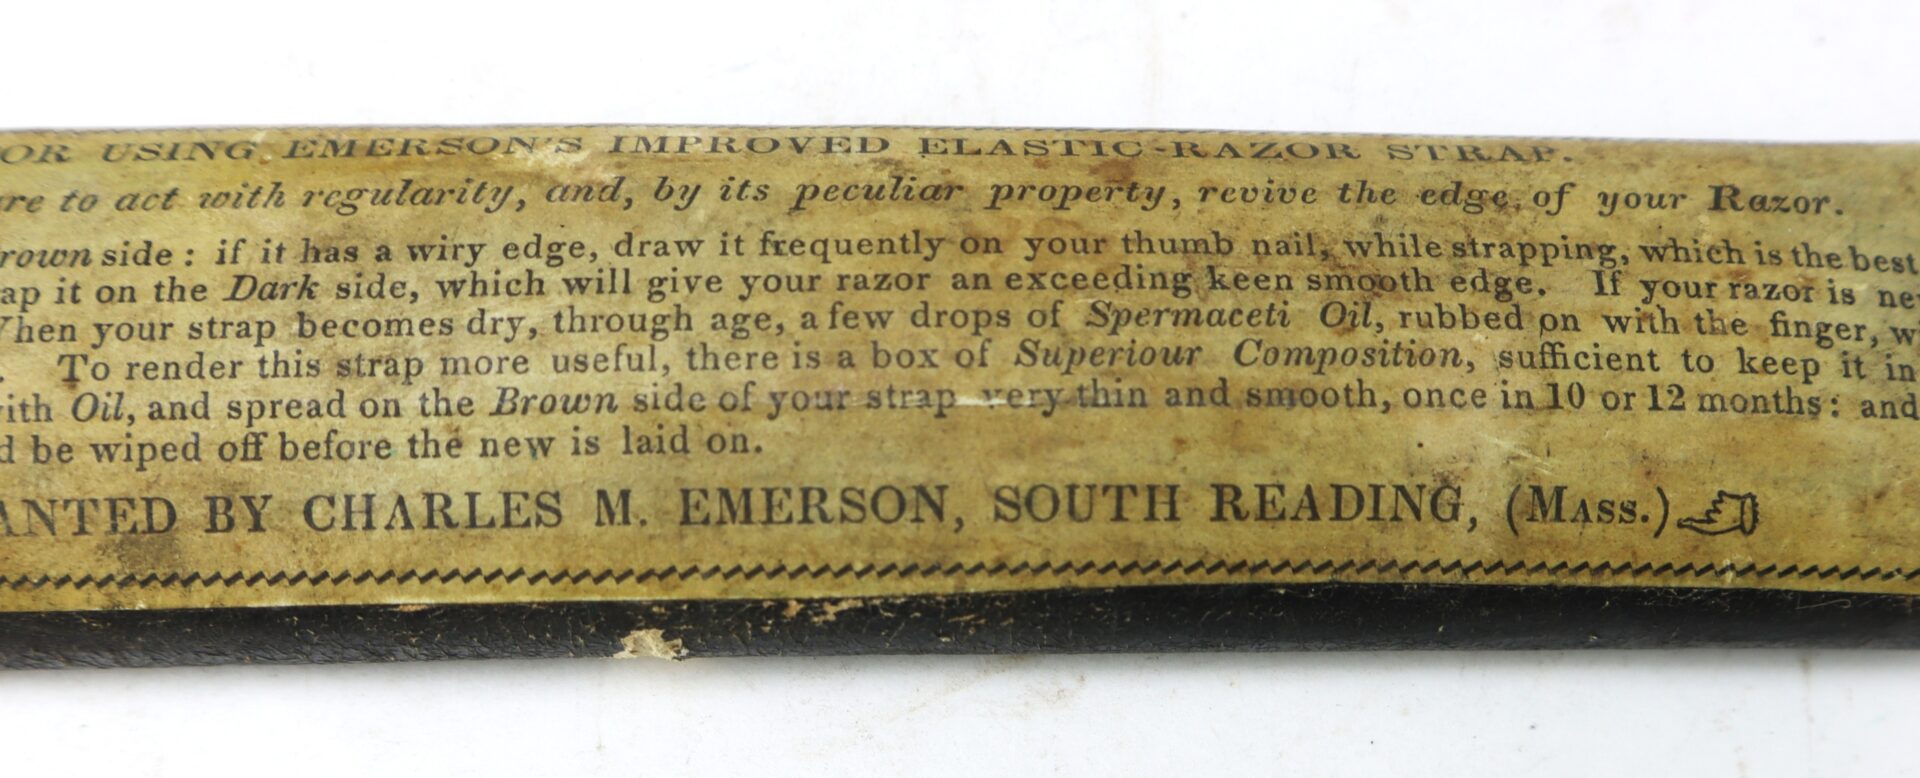 OR USING EMERSON'S IMPROVED ELASTIC-RAZOR STRAP.
re to act with regularity, and, by its peculiar property, revive the edge of your Razor.
rown side : if it has a wiry edge, draw it frequently on your thumb nail, while strapping, which is the best
ap it on the Dark side, which will give your razor an exceeding keen smooth edge. If your razor is ne
When your strap becomes dry, through age, a few drops of Spermaceti Oil, rubbed on with the finger, w
. To render this strap more useful, there is a box of Superiour Composition, sufficient to keep it in
ith Oil, and spread on the Brown side of your strap very thin and smooth, once in 10 or 12 months: and
d be wiped off before the new is laid on.
ANTED BY CHARLES M. EMERSON, SOUTH READING, (MASS.)